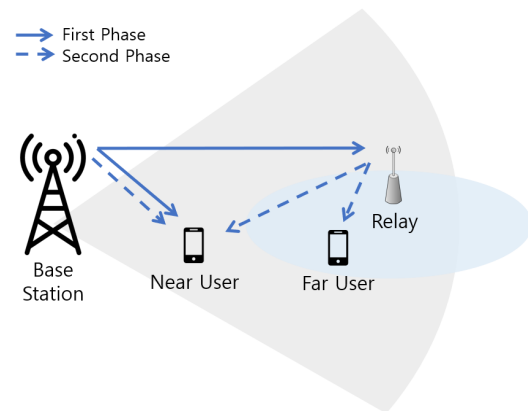 First Phase
Second Phase
Relay
Base
Station
Near User
Far User